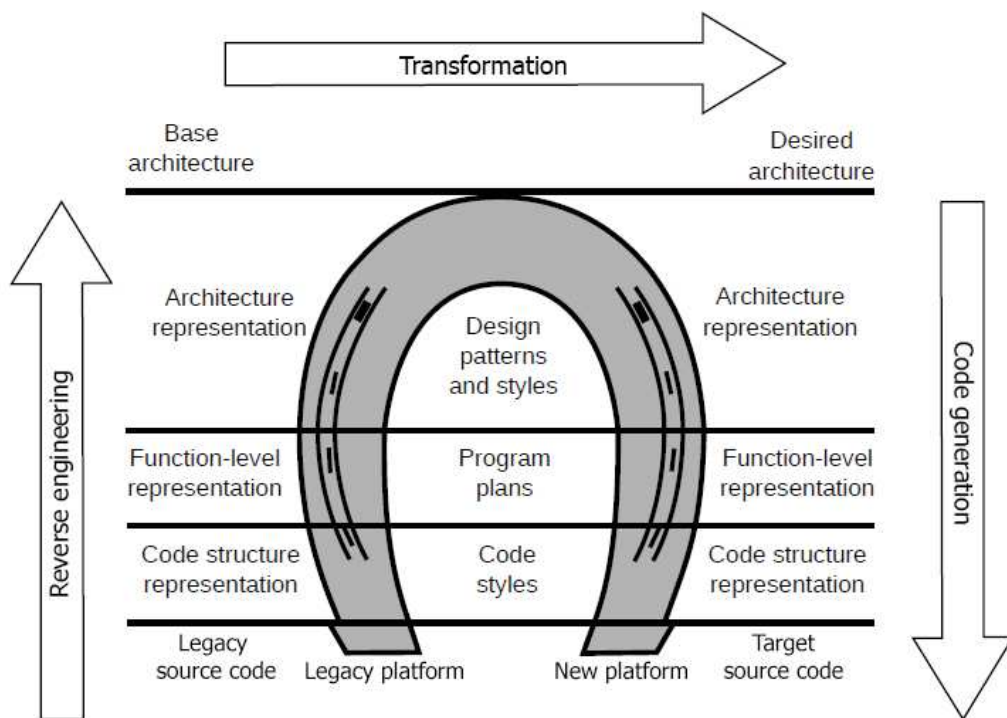 Transformation
Base
architecture
Desired
architecture
Reverse engineering
Architecture
representation
Design
patterns
and styles
Architecture
representation
Code generation
Function-level
representation
Program
plans
Function-level
representation
Code structure
representation
Code
styles
Code structure
representation
Legacy
source code
Legacy platform
New platform
Target
source code